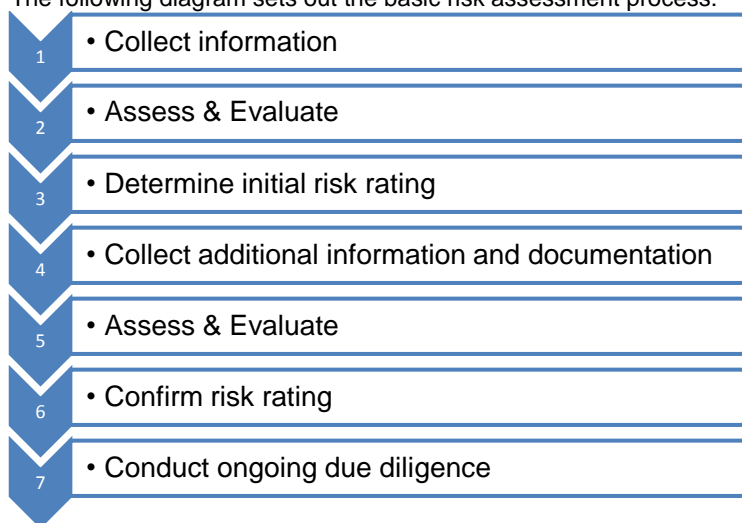 The following diagram sets out the basic risk assessment process:
1
• Collect information
2
• Assess & Evaluate
3
• Determine initial risk rating
4
• Collect additional information and documentation
5
• Assess & Evaluate
6
• Confirm risk rating
7
• Conduct ongoing due diligence